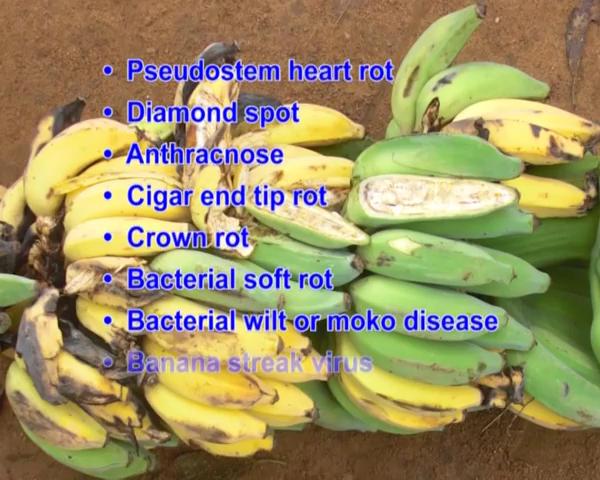 • Pseudostem heart rot
• Diamond spot
• Anthracnose
• Cigar end tip rot
• Crown rot
• Bacterial soft rot
• Bacterial wilt or moko disease
• Banana streak virus